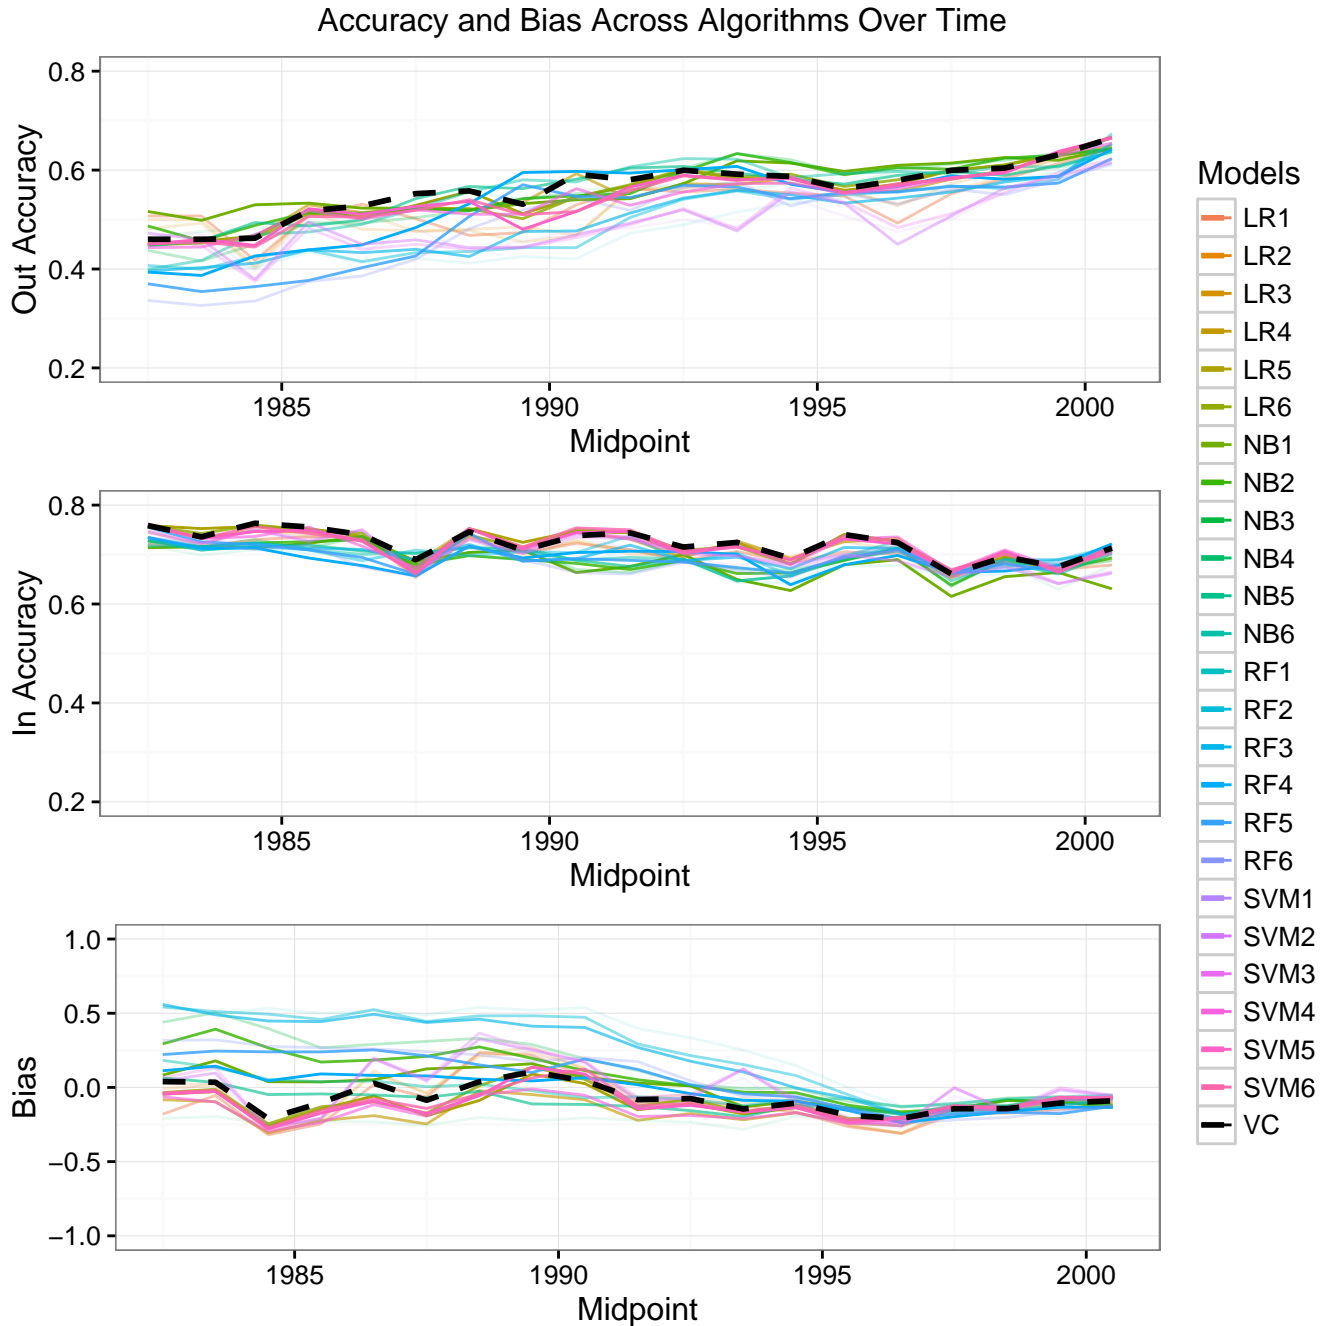 Accuracy and Bias Across Algorithms Over Time
Out Accuracy
0.8
0.6
0.4
0.2
1985 1990 1995 2000
Midpoint
In Accuracy
0.8
0.6
0.4
0.2
1985 1990 1995 2000
Midpoint
Bias
1.0
0.5
0.0
−0.5
−1.0
1985 1990 1995 2000
Midpoint
Models
LR1
LR2
LR3
LR4
LR5
LR6
NB1
NB2
NB3
NB4
NB5
NB6
RF1
RF2
RF3
RF4
RF5
RF6
SVM1
SVM2
SVM3
SVM4
SVM5
SVM6
VC